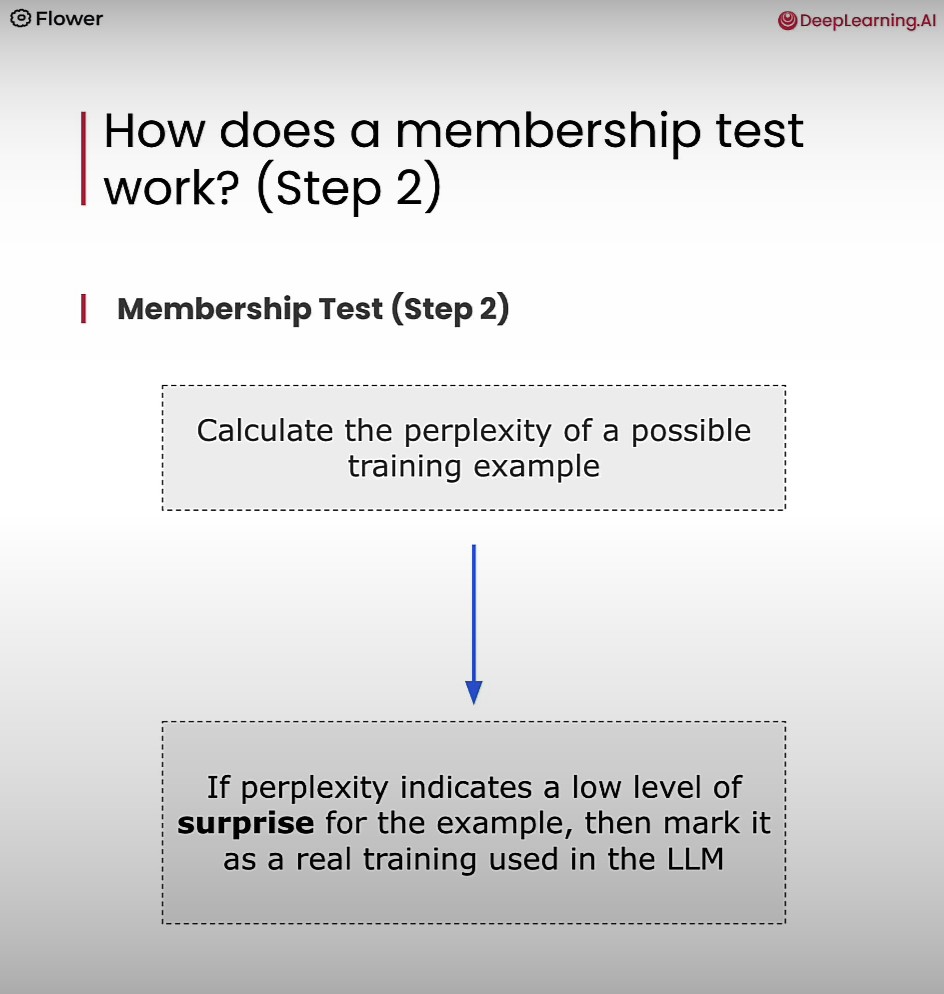 Flower
DeepLearning.AI
How does a membership test
work? (Step 2)
Membership Test (Step 2)
Calculate the perplexity of a possible
training example
If perplexity indicates a low level of
surprise for the example, then mark it
as a real training used in the LLM